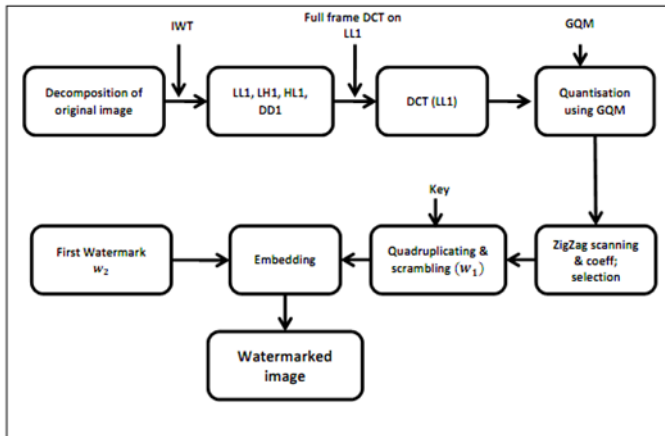 IWT
Full frame DCT on
LL1
GQM
Decomposition of
original image
LL1, LH1, HL1,
DD1
DCT (LL1)
Quantisation
using GQM
Key
First Watermark
w₂
Embedding
Quadruplicating &
scrambling (w₁)
ZigZag scanning
& coeff;
selection
Watermarked
image